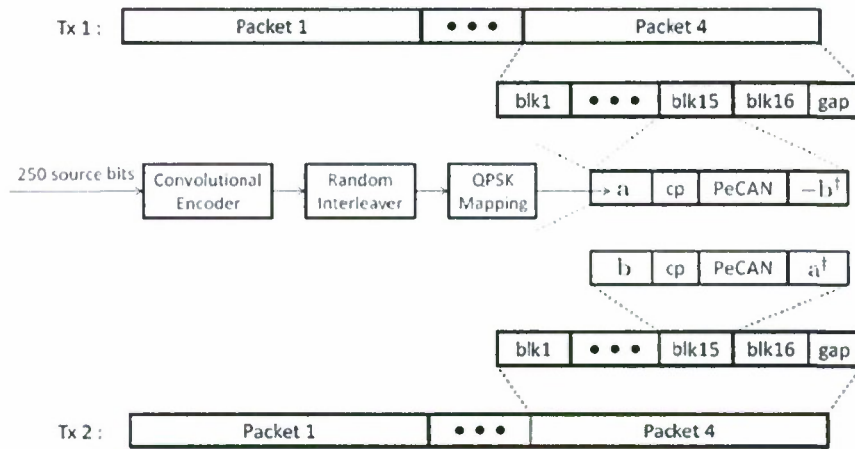 Tx 1 : Packet 1 ● ● ● Packet 4
blk1 ● ● ● blk15 blk16 gap
250 source bits Convolutional Encoder Random Interleaver QPSK Mapping a cp PeCAN −b†
b cp PeCAN a†
blk1 ● ● ● blk15 blk16 gap
Tx 2 : Packet 1 ● ● ● Packet 4